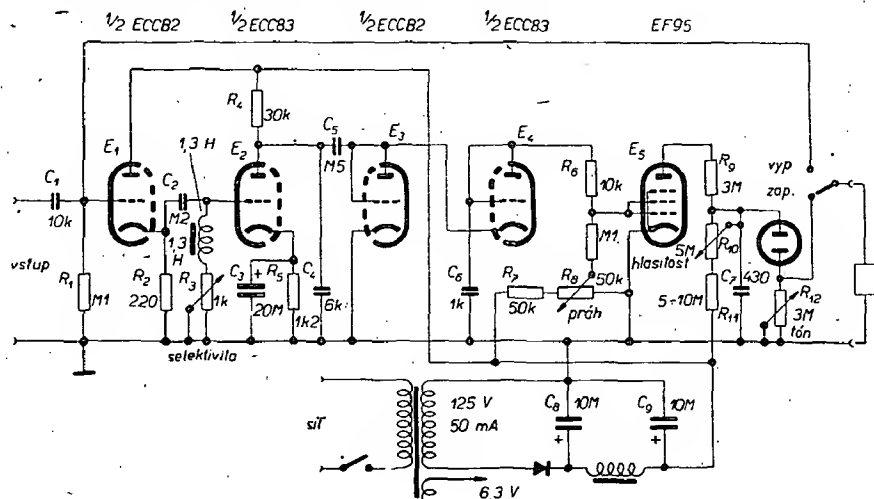 ½ ECC82
½ ECC83
½ ECC82
½ ECC83
EF95
R4
30k
E1
C2
M2
1,3 H
1,3 H
E2
C5
M5
E3
E4
R6
10k
E5
R9
3M
vyp
zap.
C1
10k
vstup
R1
M1
R2
220
R3
1k
selektivita
C3
+
20M
R5
1k2
C4
6k
C6
1k
M1
R7
50k
R8
50k
práh
hlasitost
5M
R10
C7
430
5÷10M
R11
R12
3M
tón
síť
125 V
50 mA
C8
10M
+
C9
10M
+
6,3 V